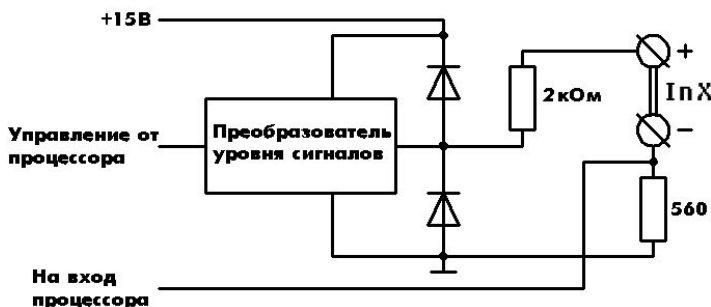 +15В
+
2кОм
InX
Управление от
процессора
Преобразователь
уровня сигналов
−
560
На вход
процессора